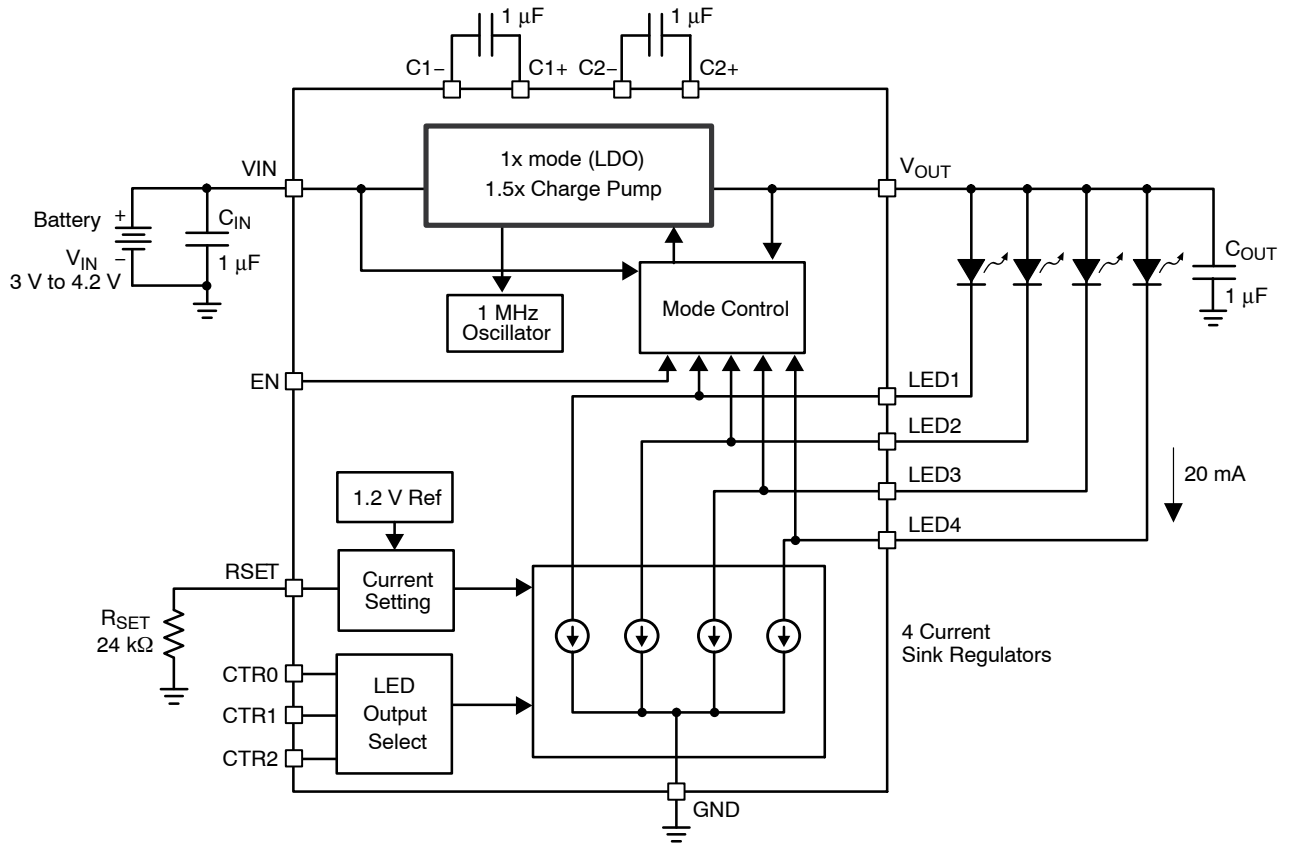 1 μF
1 μF
C1−
C1+
C2−
C2+
1x mode (LDO)
1.5x Charge Pump
VIN
VOUT
Battery
+
−
VIN
3 V to 4.2 V
CIN
1 μF
1 MHz
Oscillator
Mode Control
COUT
1 μF
EN
LED1
LED2
LED3
LED4
20 mA
1.2 V Ref
RSET
Current
Setting
RSET
24 kΩ
4 Current
Sink Regulators
CTR0
CTR1
CTR2
LED
Output
Select
GND